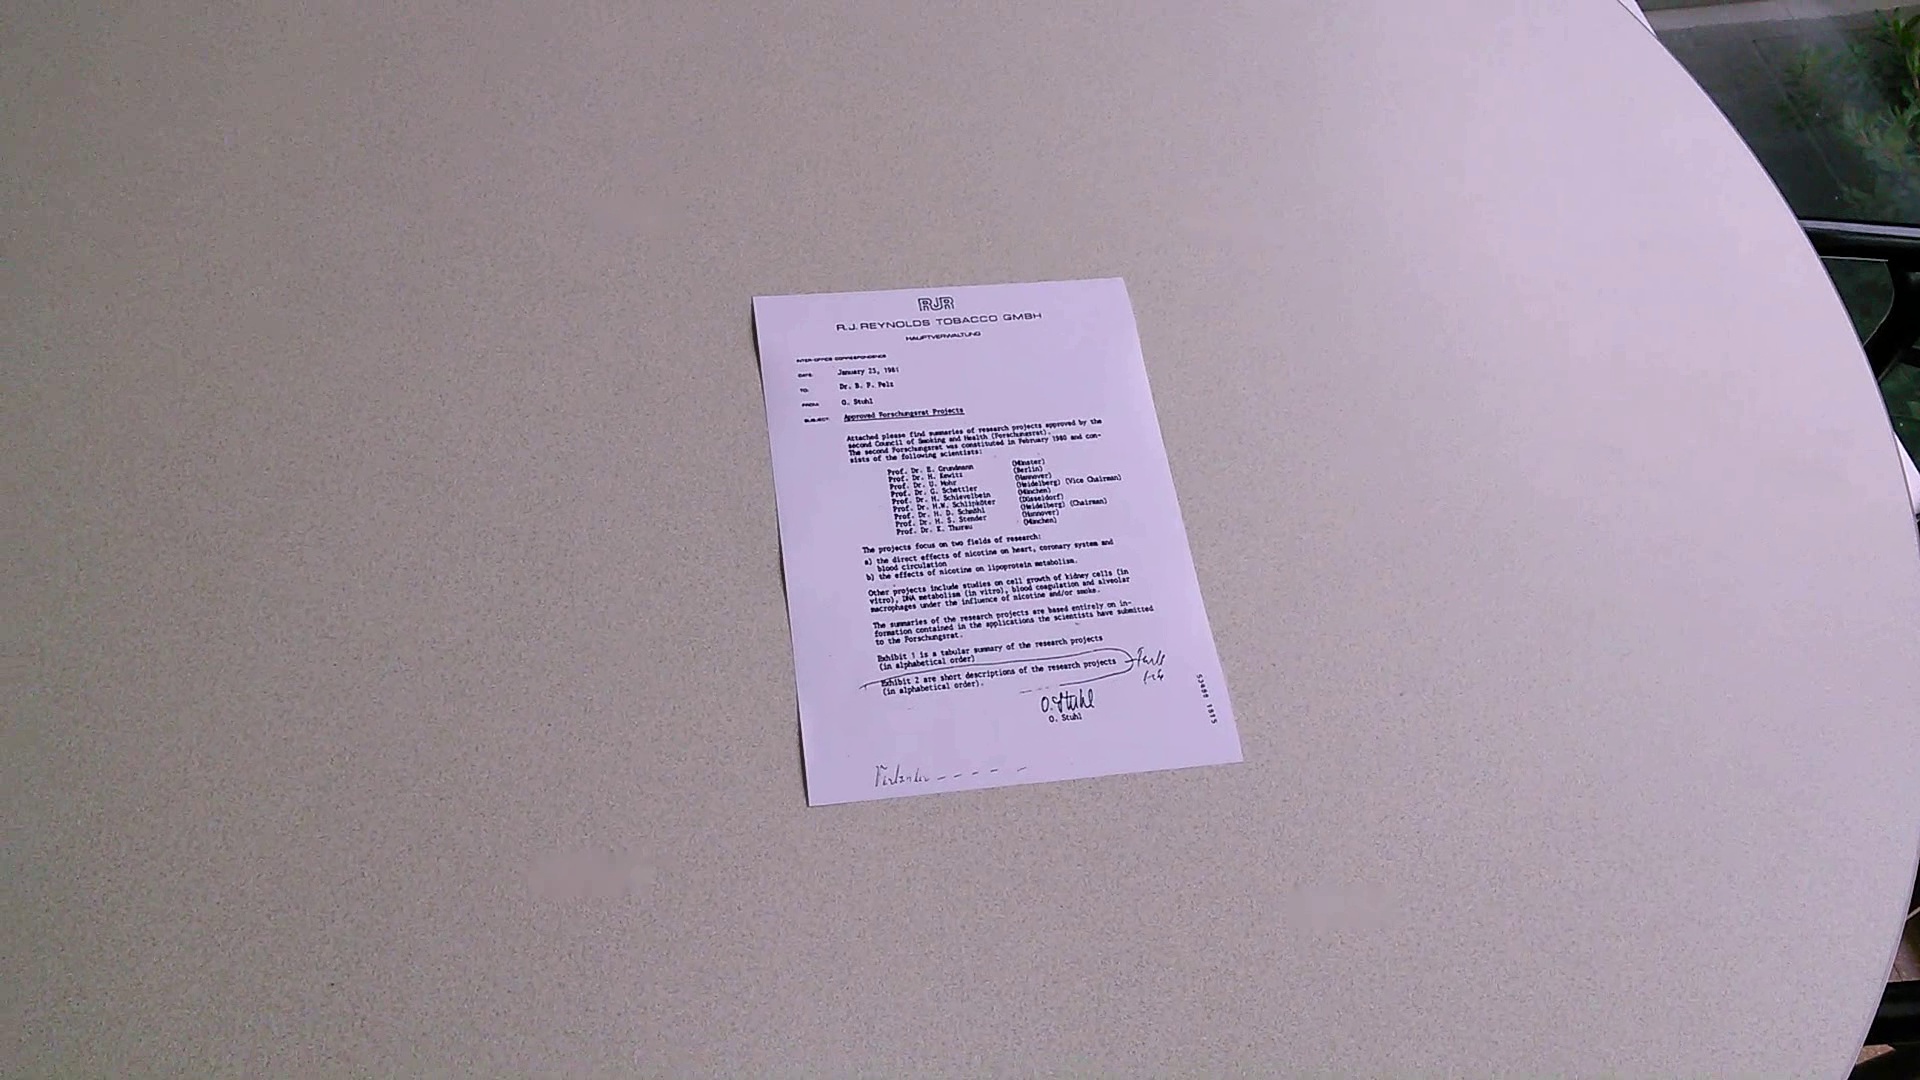 RJR
R.J. REYNOLDS TOBACCO GMBH
HAUPTVERWALTUNG
INTER-OFFICE CORRESPONDENCE
DATE: January 23, 1981
TO: Dr. B. P. Pelz
FROM: O. Stuhl
SUBJECT: Approved Forschungsrat Projects
Attached please find summaries of research projects approved by the
second Council of Smoking and Health (Forschungsrat).
The second Forschungsrat was constituted in February 1980 and con-
sists of the following scientists:
Prof. Dr. E. Grundmann (Münster)
Prof. Dr. H. Kewitz (Berlin)
Prof. Dr. U. Mohr (Hannover)
Prof. Dr. G. Schettler (Heidelberg) (Vice Chairman)
Prof. Dr. H. Schievelbein (München)
Prof. Dr. H.W. Schlipköter (Düsseldorf)
Prof. Dr. H. D. Schmähl (Heidelberg) (Chairman)
Prof. Dr. H. S. Stender (Hannover)
Prof. Dr. K. Thurau (München)
The projects focus on two fields of research:
a) the direct effects of nicotine on heart, coronary system and
blood circulation
b) the effects of nicotine on lipoprotein metabolism.
Other projects include studies on cell growth of kidney cells (in
vitro), DNA metabolism (in vitro), blood coagulation and alveolar
macrophages under the influence of nicotine and/or smoke.
The summaries of the research projects are based entirely on in-
formation contained in the applications the scientists have submitted
to the Forschungsrat.
Exhibit 1 is a tabular summary of the research projects
(in alphabetical order)
Exhibit 2 are short descriptions of the research projects
(in alphabetical order).
O. Stuhl
O. Stuhl